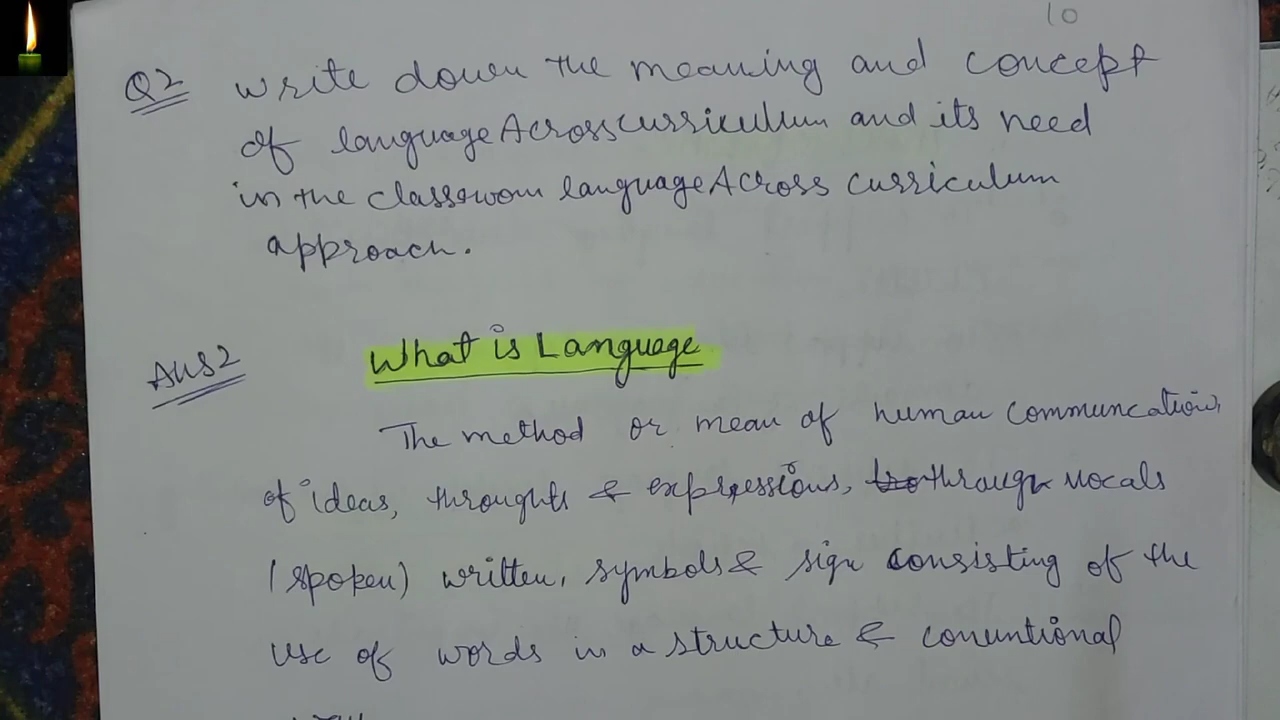 10
Q2 write down the meaning and concept
of language Across curriculum and its need
in the classroom language Across curriculum
approach.
Ans2 What is Language
The method or mean of human communcation,
of ideas, throughts & expressions, through vocals
(spoken) written, symbols & sign consisting of the
use of words in a structure & conventional